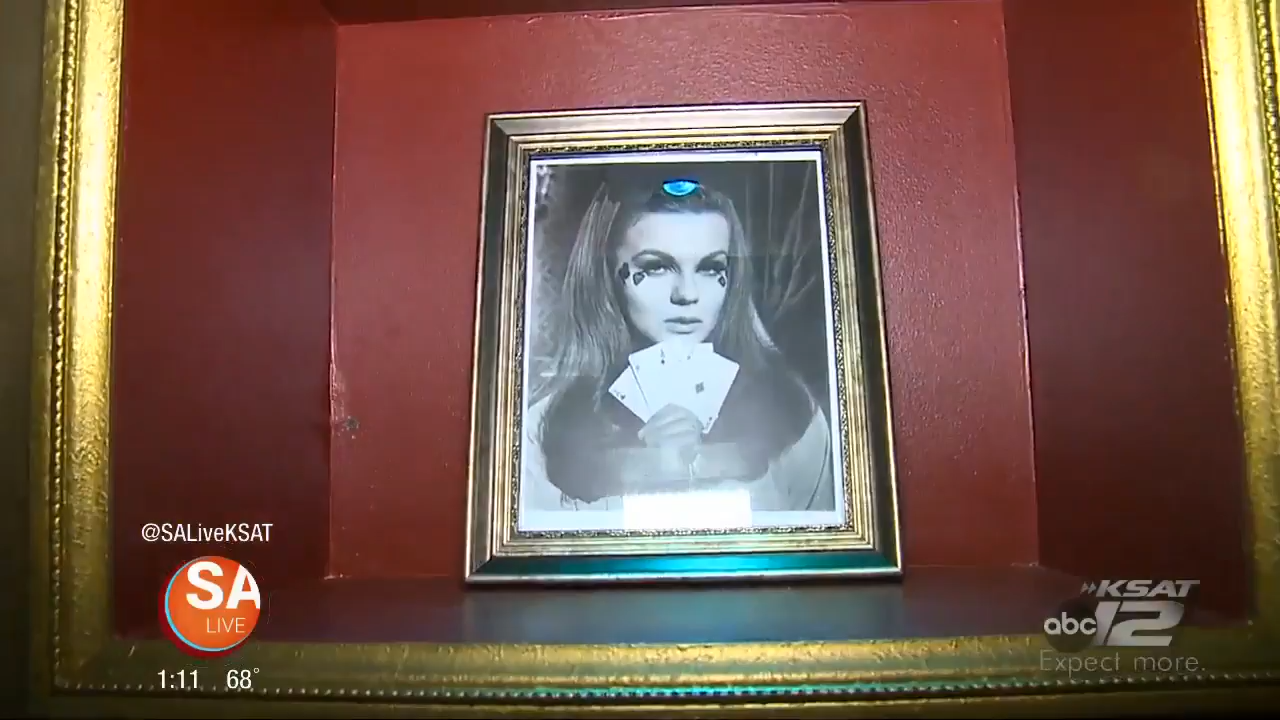 @SALiveKSAT
SA
LIVE
1:11 68°
KSAT
abc 12
Expect more.